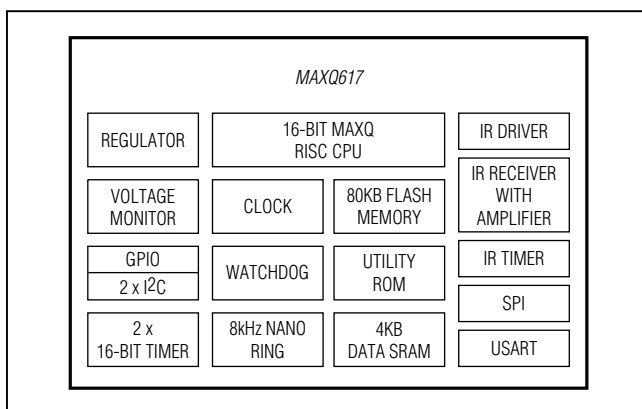 MAXQ617
REGULATOR
16-BIT MAXQ
RISC CPU
IR DRIVER
VOLTAGE
MONITOR
CLOCK
80KB FLASH
MEMORY
IR RECEIVER
WITH
AMPLIFIER
GPIO
2 x I2C
WATCHDOG
UTILITY
ROM
IR TIMER
SPI
2 x
16-BIT TIMER
8kHz NANO
RING
4KB
DATA SRAM
USART